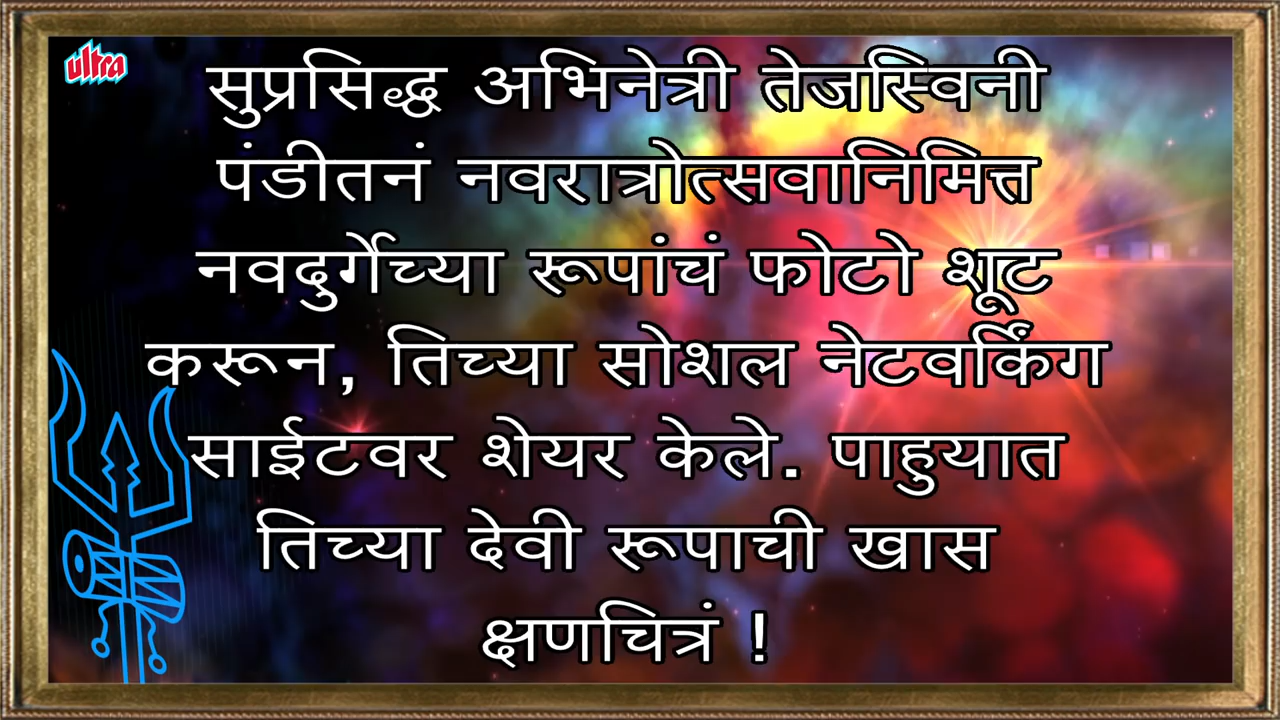 ultra
सुप्रसिद्ध अभिनेत्री तेजस्विनी
पंडीतनं नवरात्रोत्सवानिमित्त
नवदुर्गेच्या रूपांचं फोटो शूट
करून, तिच्या सोशल नेटवर्किंग
साईटवर शेयर केले. पाहुयात
तिच्या देवी रूपाची खास
क्षणचित्रं !